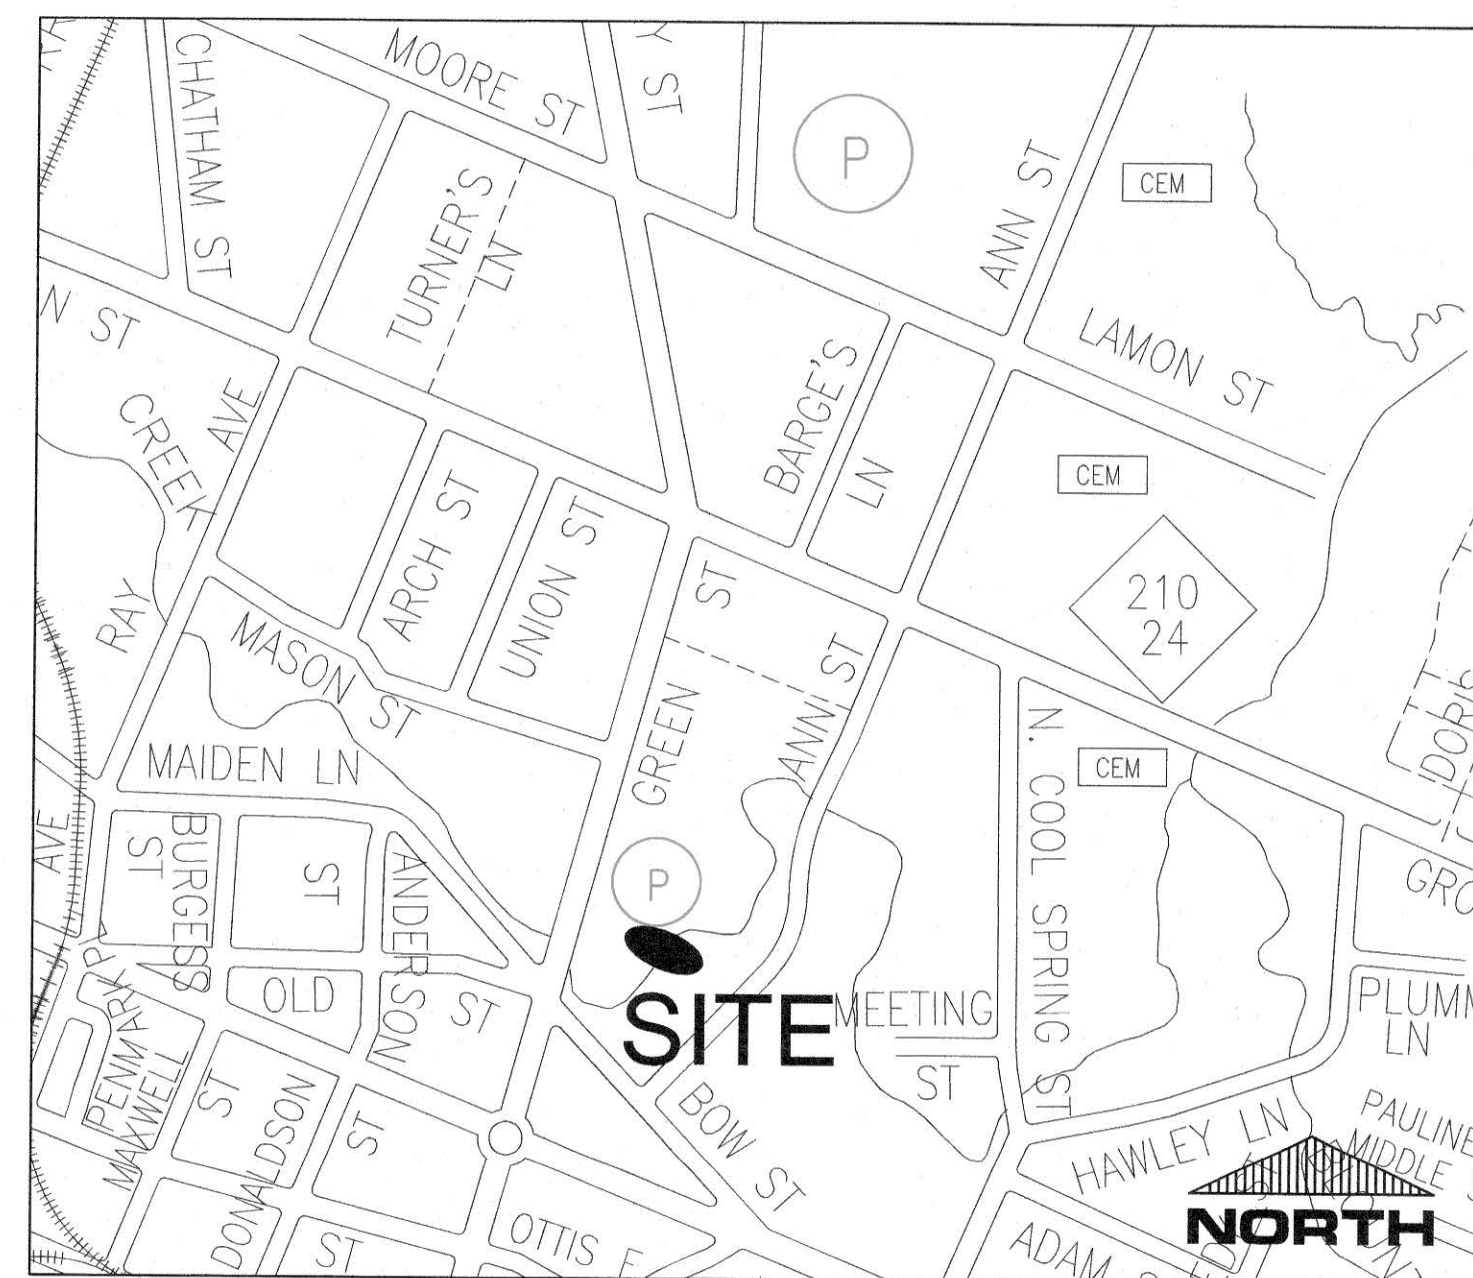 MOORE ST
Y ST
CHATHAM ST
P
ANN ST
CEM
TURNER'S
LN
N ST
LAMON ST
CREEK
AVE
BARGE'S
LN
CEM
ARCH ST
UNION ST
ST
210
24
RAY
MASON ST
ANN ST
GREEN
N. COOL SPRING ST
CEM
DORIS
MAIDEN LN
AVE
BURGESS
ST
ST
ANDERSON
P
GRO
PENMARK PL
OLD
ST
SITE
MEETING
ST
PLUMM
LN
MAXWELL
ST
DONALDSON
ST
BOW ST
HAWLEY LN
PAULINE
MIDDLE
NORTH
ST
OTTIS F
ADAM